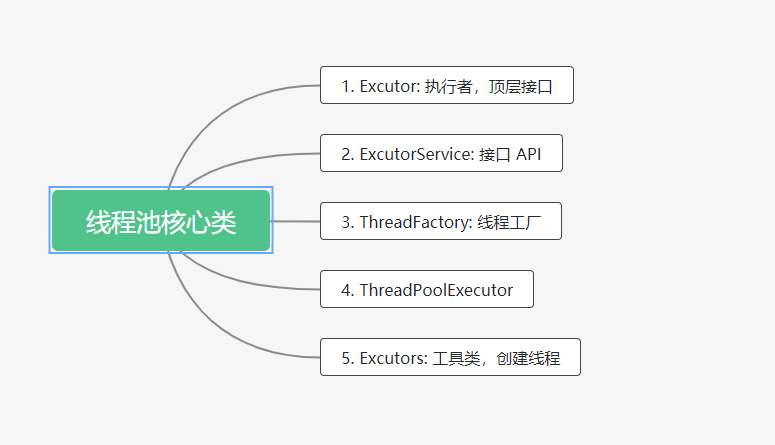 线程池核心类
1. Excutor: 执行者，顶层接口
2. ExcutorService: 接口 API
3. ThreadFactory: 线程工厂
4. ThreadPoolExecutor
5. Excutors: 工具类，创建线程